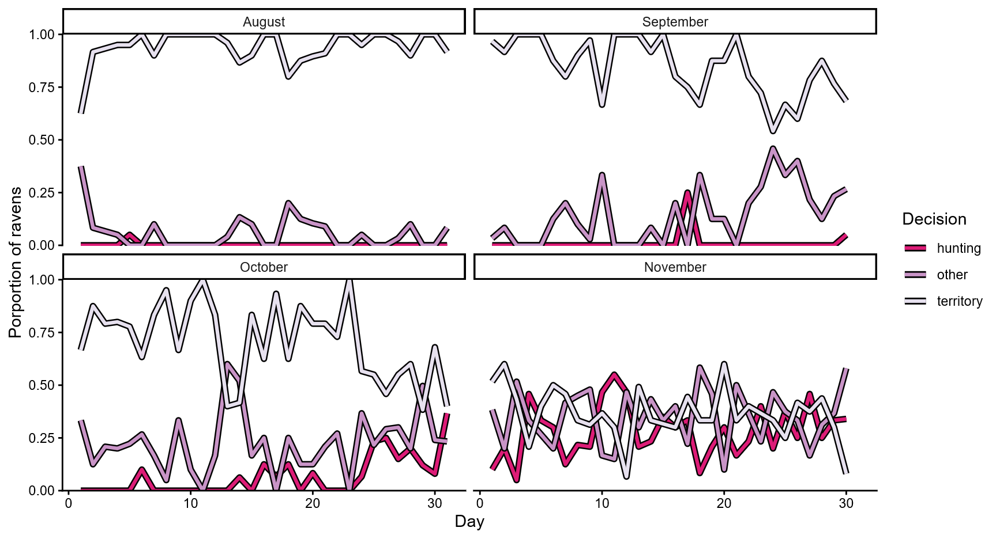 August
September
1.00
0.75
0.50
0.25
0.00
October
November
1.00
0.75
0.50
0.25
0.00
0 10 20 30
0 10 20 30
Day
Porportion of ravens
Decision
hunting
other
territory